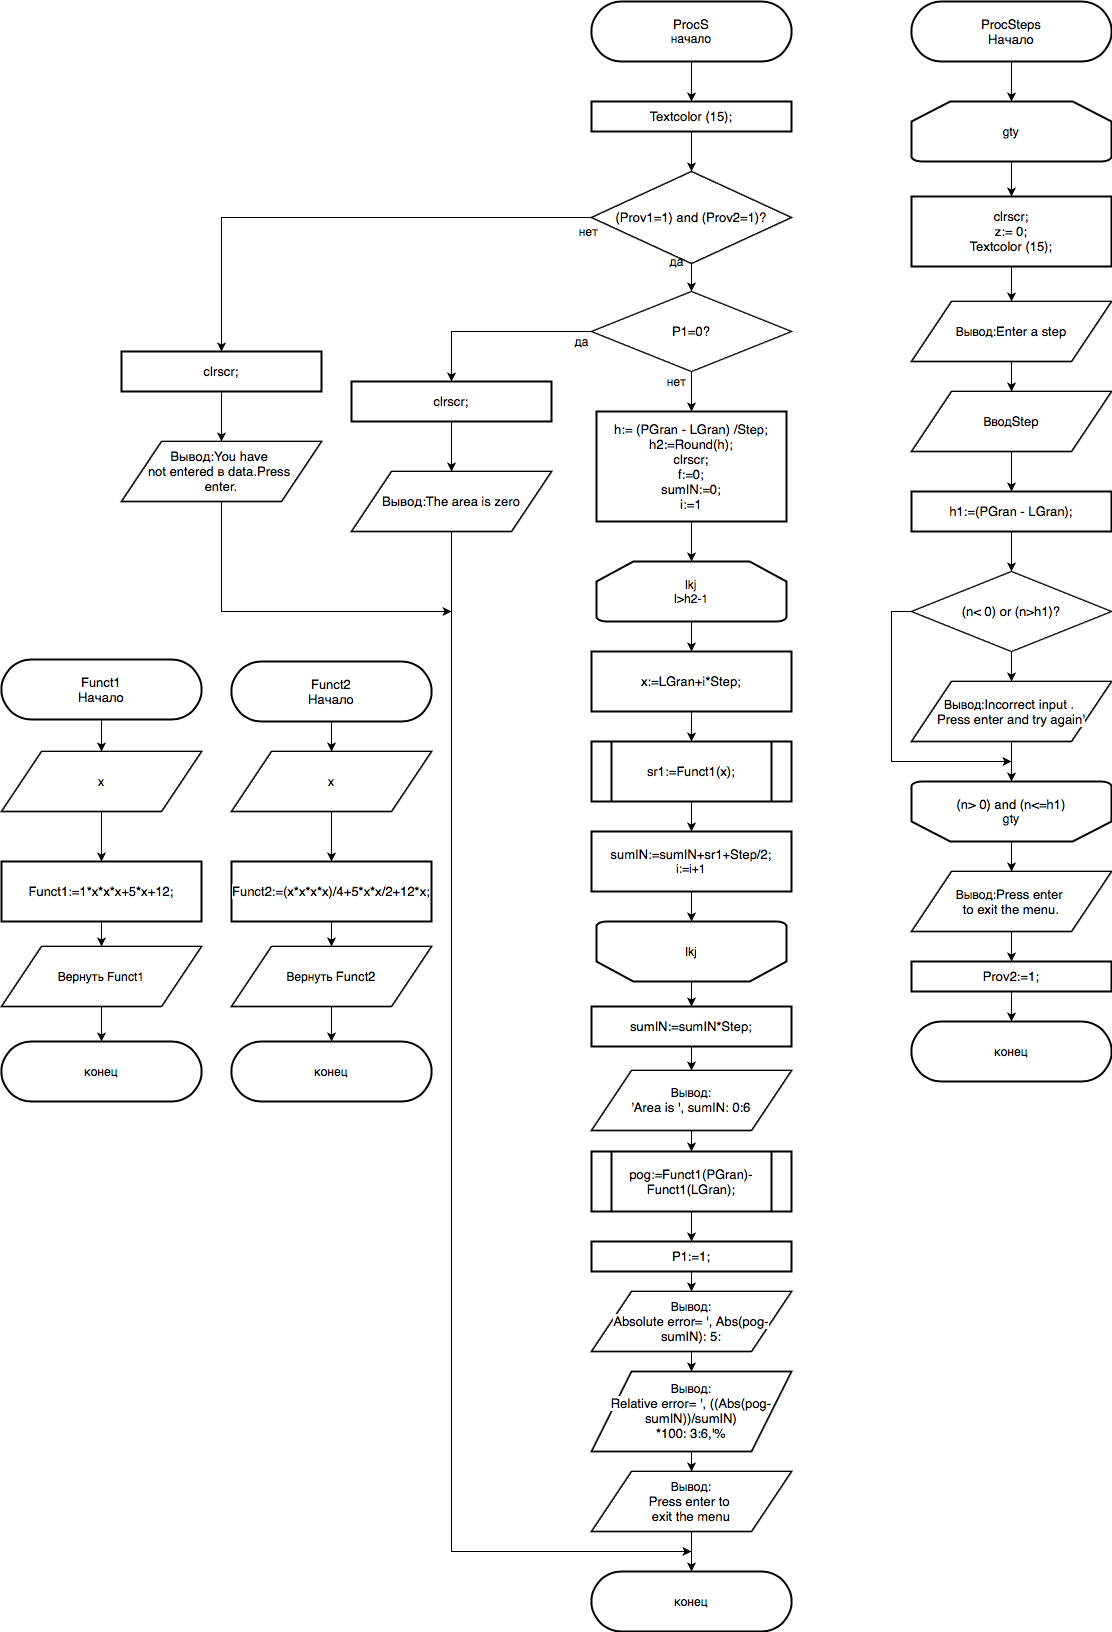 ProcS
начало
Textcolor (15);
(Prov1=1) and (Prov2=1)?
нет
да
P1=0?
да
нет
clrscr;
Вывод:You have
not entered в data.Press
enter.
clrscr;
Вывод:The area is zero
h:= (PGran - LGran) /Step;
h2:=Round(h);
clrscr;
f:=0;
sumIN:=0;
i:=1
lkj
I>h2-1
x:=LGran+i*Step;
sr1:=Funct1(x);
sumIN:=sumIN+sr1+Step/2;
i:=i+1
lkj
sumIN:=sumIN*Step;
Вывод:
'Area is ', sumIN: 0:6
pog:=Funct1(PGran)-
Funct1(LGran);
P1:=1;
Вывод:
Absolute error= ', Abs(pog-
sumIN): 5:
Вывод:
Relative error= ', ((Abs(pog-
sumIN))/sumIN)
*100: 3:6,'%
Вывод:
Press enter to
exit the menu
конец
ProcSteps
Начало
gty
clrscr;
z:= 0;
Textcolor (15);
Вывод:Enter a step
ВводStep
h1:=(PGran - LGran);
(n< 0) or (n>h1)?
Вывод:Incorrect input .
Press enter and try again'
(n> 0) and (n<=h1)
gty
Вывод:Press enter
to exit the menu.
Prov2:=1;
конец
Funct1
Начало
x
Funct1:=1*x*x*x+5*x+12;
Вернуть Funct1
конец
Funct2
Начало
x
Funct2:=(x*x*x*x)/4+5*x*x/2+12*x;
Вернуть Funct2
конец